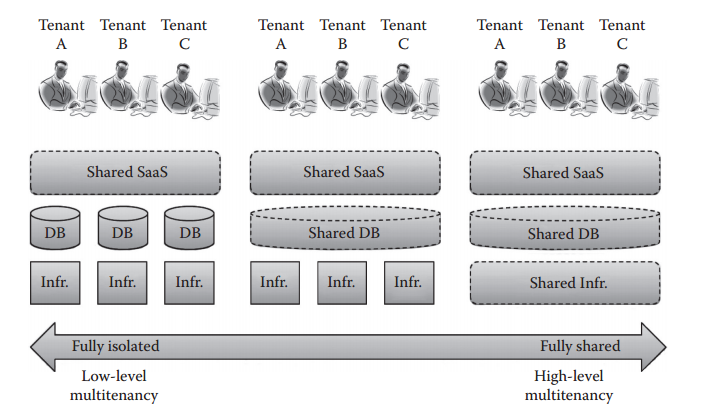 Tenant A
Tenant B
Tenant C
Tenant A
Tenant B
Tenant C
Tenant A
Tenant B
Tenant C
Shared SaaS
Shared SaaS
Shared SaaS
DB
DB
DB
Shared DB
Shared DB
Infr.
Infr.
Infr.
Infr.
Infr.
Infr.
Shared Infr.
Fully isolated
Fully shared
Low-level
multitenancy
High-level
multitenancy